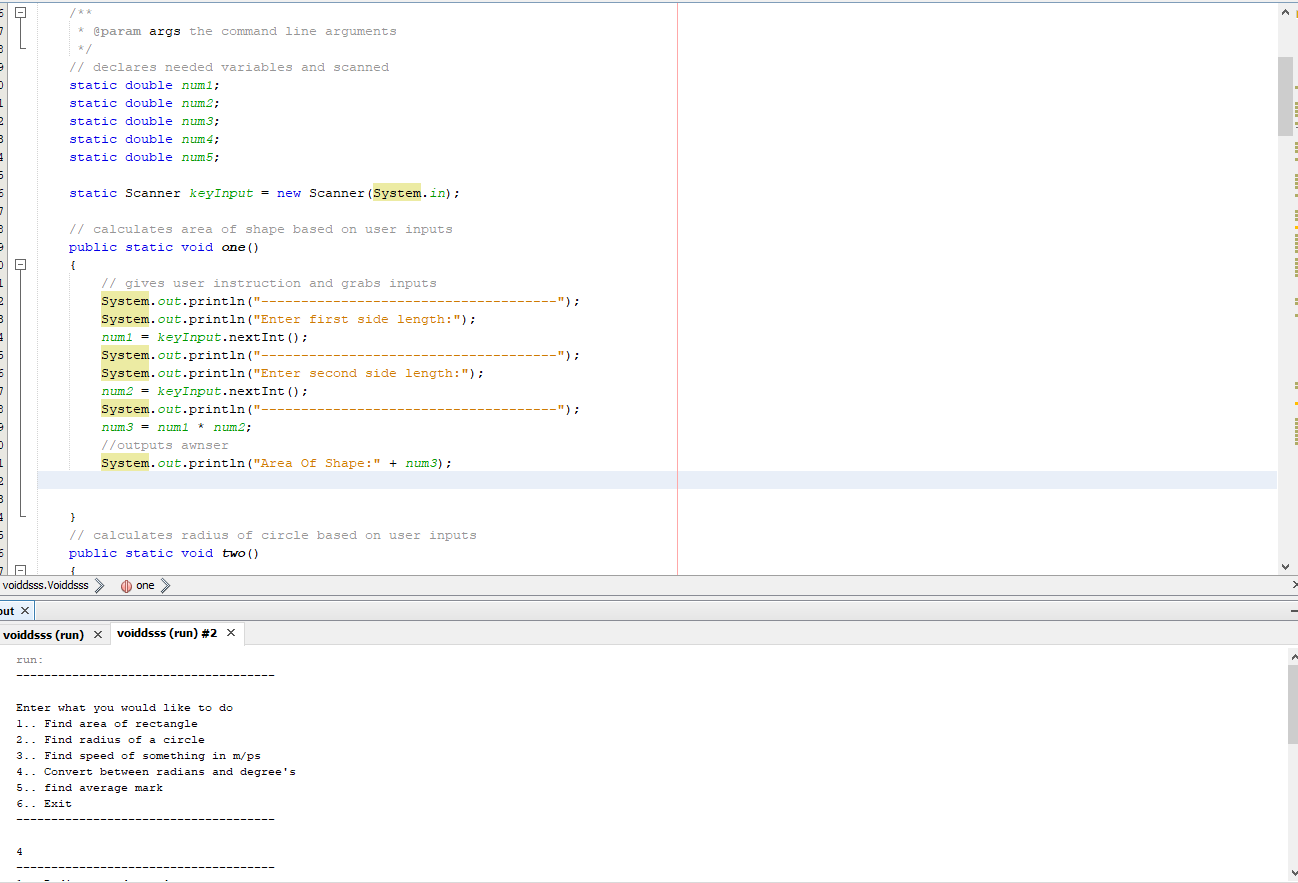 /**
* @param args the command line arguments
*/
// declares needed variables and scanned
static double num1;
static double num2;
static double num3;
static double num4;
static double num5;
static Scanner keyInput = new Scanner(System.in);
// calculates area of shape based on user inputs
public static void one()
{
// gives user instruction and grabs inputs
System.out.println("-------------------------------------");
System.out.println("Enter first side length:");
num1 = keyInput.nextInt();
System.out.println("-------------------------------------");
System.out.println("Enter second side length:");
num2 = keyInput.nextInt();
System.out.println("-------------------------------------");
num3 = num1 * num2;
//outputs awnser
System.out.println("Area Of Shape:" + num3);
}
// calculates radius of circle based on user inputs
public static void two()
{
voiddsss.Voiddsss one
put
voiddsss (run) voiddsss (run) #2
run:
-------------------------------------
Enter what you would like to do
1.. Find area of rectangle
2.. Find radius of a circle
3.. Find speed of something in m/ps
4.. Convert between radians and degree's
5.. find average mark
6.. Exit
-------------------------------------
4
-------------------------------------